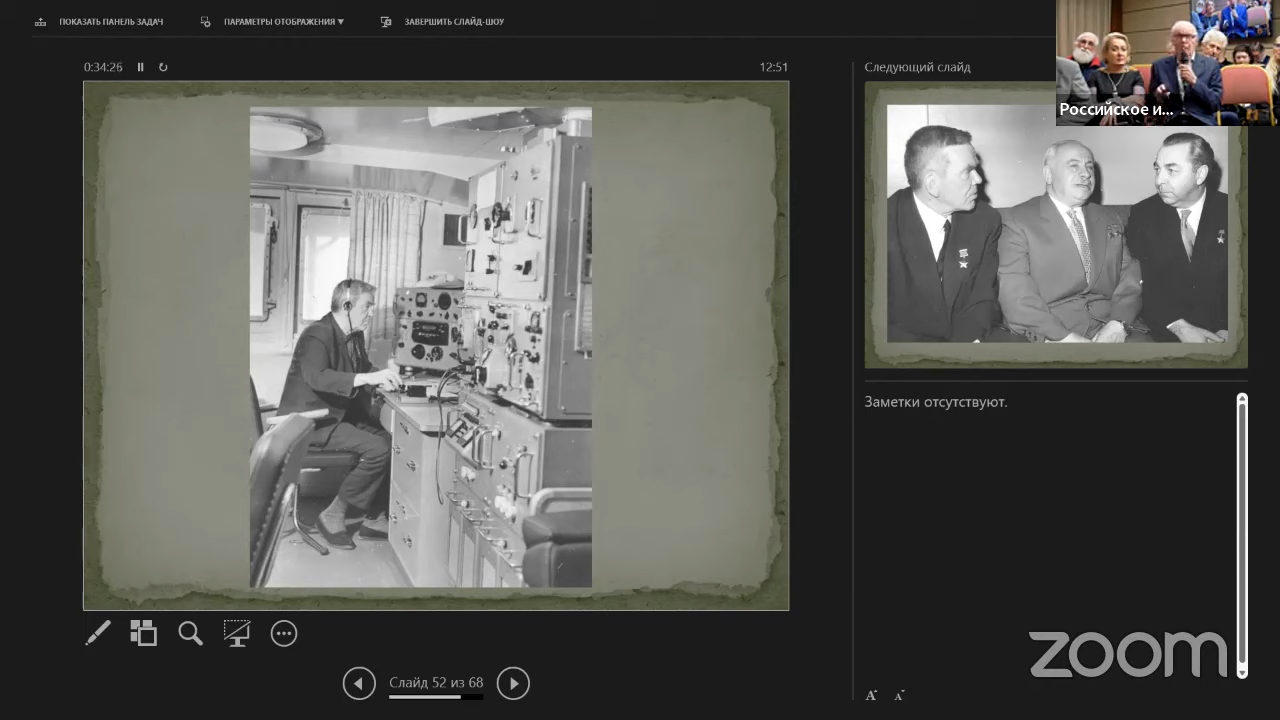 ПОКАЗАТЬ ПАНЕЛЬ ЗАДАЧ
ПАРАМЕТРЫ ОТОБРАЖЕНИЯ ▼
ЗАВЕРШИТЬ СЛАЙД-ШОУ
0:34:26
12:51
Следующий слайд
Российское и...
Заметки отсутствуют.
Слайд 52 из 68
zoom